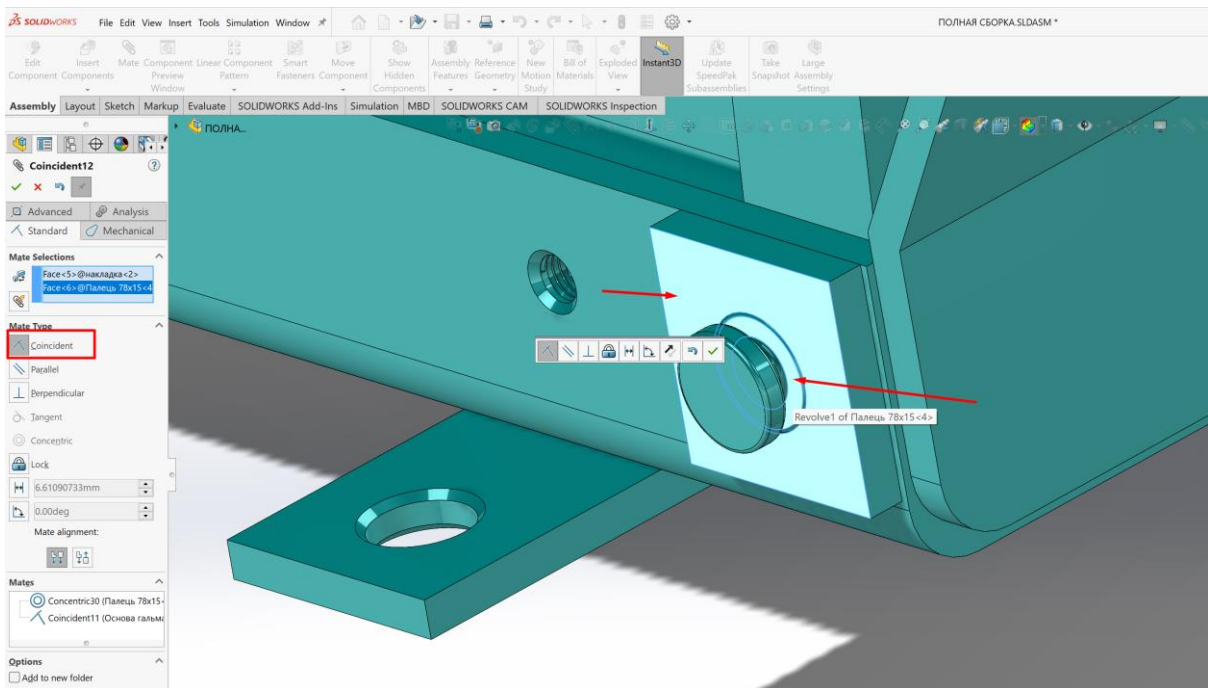 SOLIDWORKS File Edit View Insert Tools Simulation Window ПОЛНАЯ СБОРКА.SLDASM *
Edit Component
Insert Components
Mate
Component Preview Window
Linear Component Pattern
Smart Fasteners
Move Component
Show Hidden Components
Assembly Features
Reference Geometry
New Motion Study
Bill of Materials
Exploded View
Instant3D
Update SpeedPak Subassemblies
Take Snapshot
Large Assembly Settings
Assembly Layout Sketch Markup Evaluate SOLIDWORKS Add-Ins Simulation MBD SOLIDWORKS CAM SOLIDWORKS Inspection
ПОЛНА...
Coincident12
Advanced Analysis
Standard Mechanical
Mate Selections
Face<5>@накладка<2>
Face<6>@Палець 78x15<4
Mate Type
Coincident
Parallel
Perpendicular
Tangent
Concentric
Lock
6.61090733mm
0.00deg
Mate alignment:
Mates
Concentric30 (Палець 78x15-
Coincident11 (Основа гальма
Options
Add to new folder
Revolve1 of Палець 78x15<4>